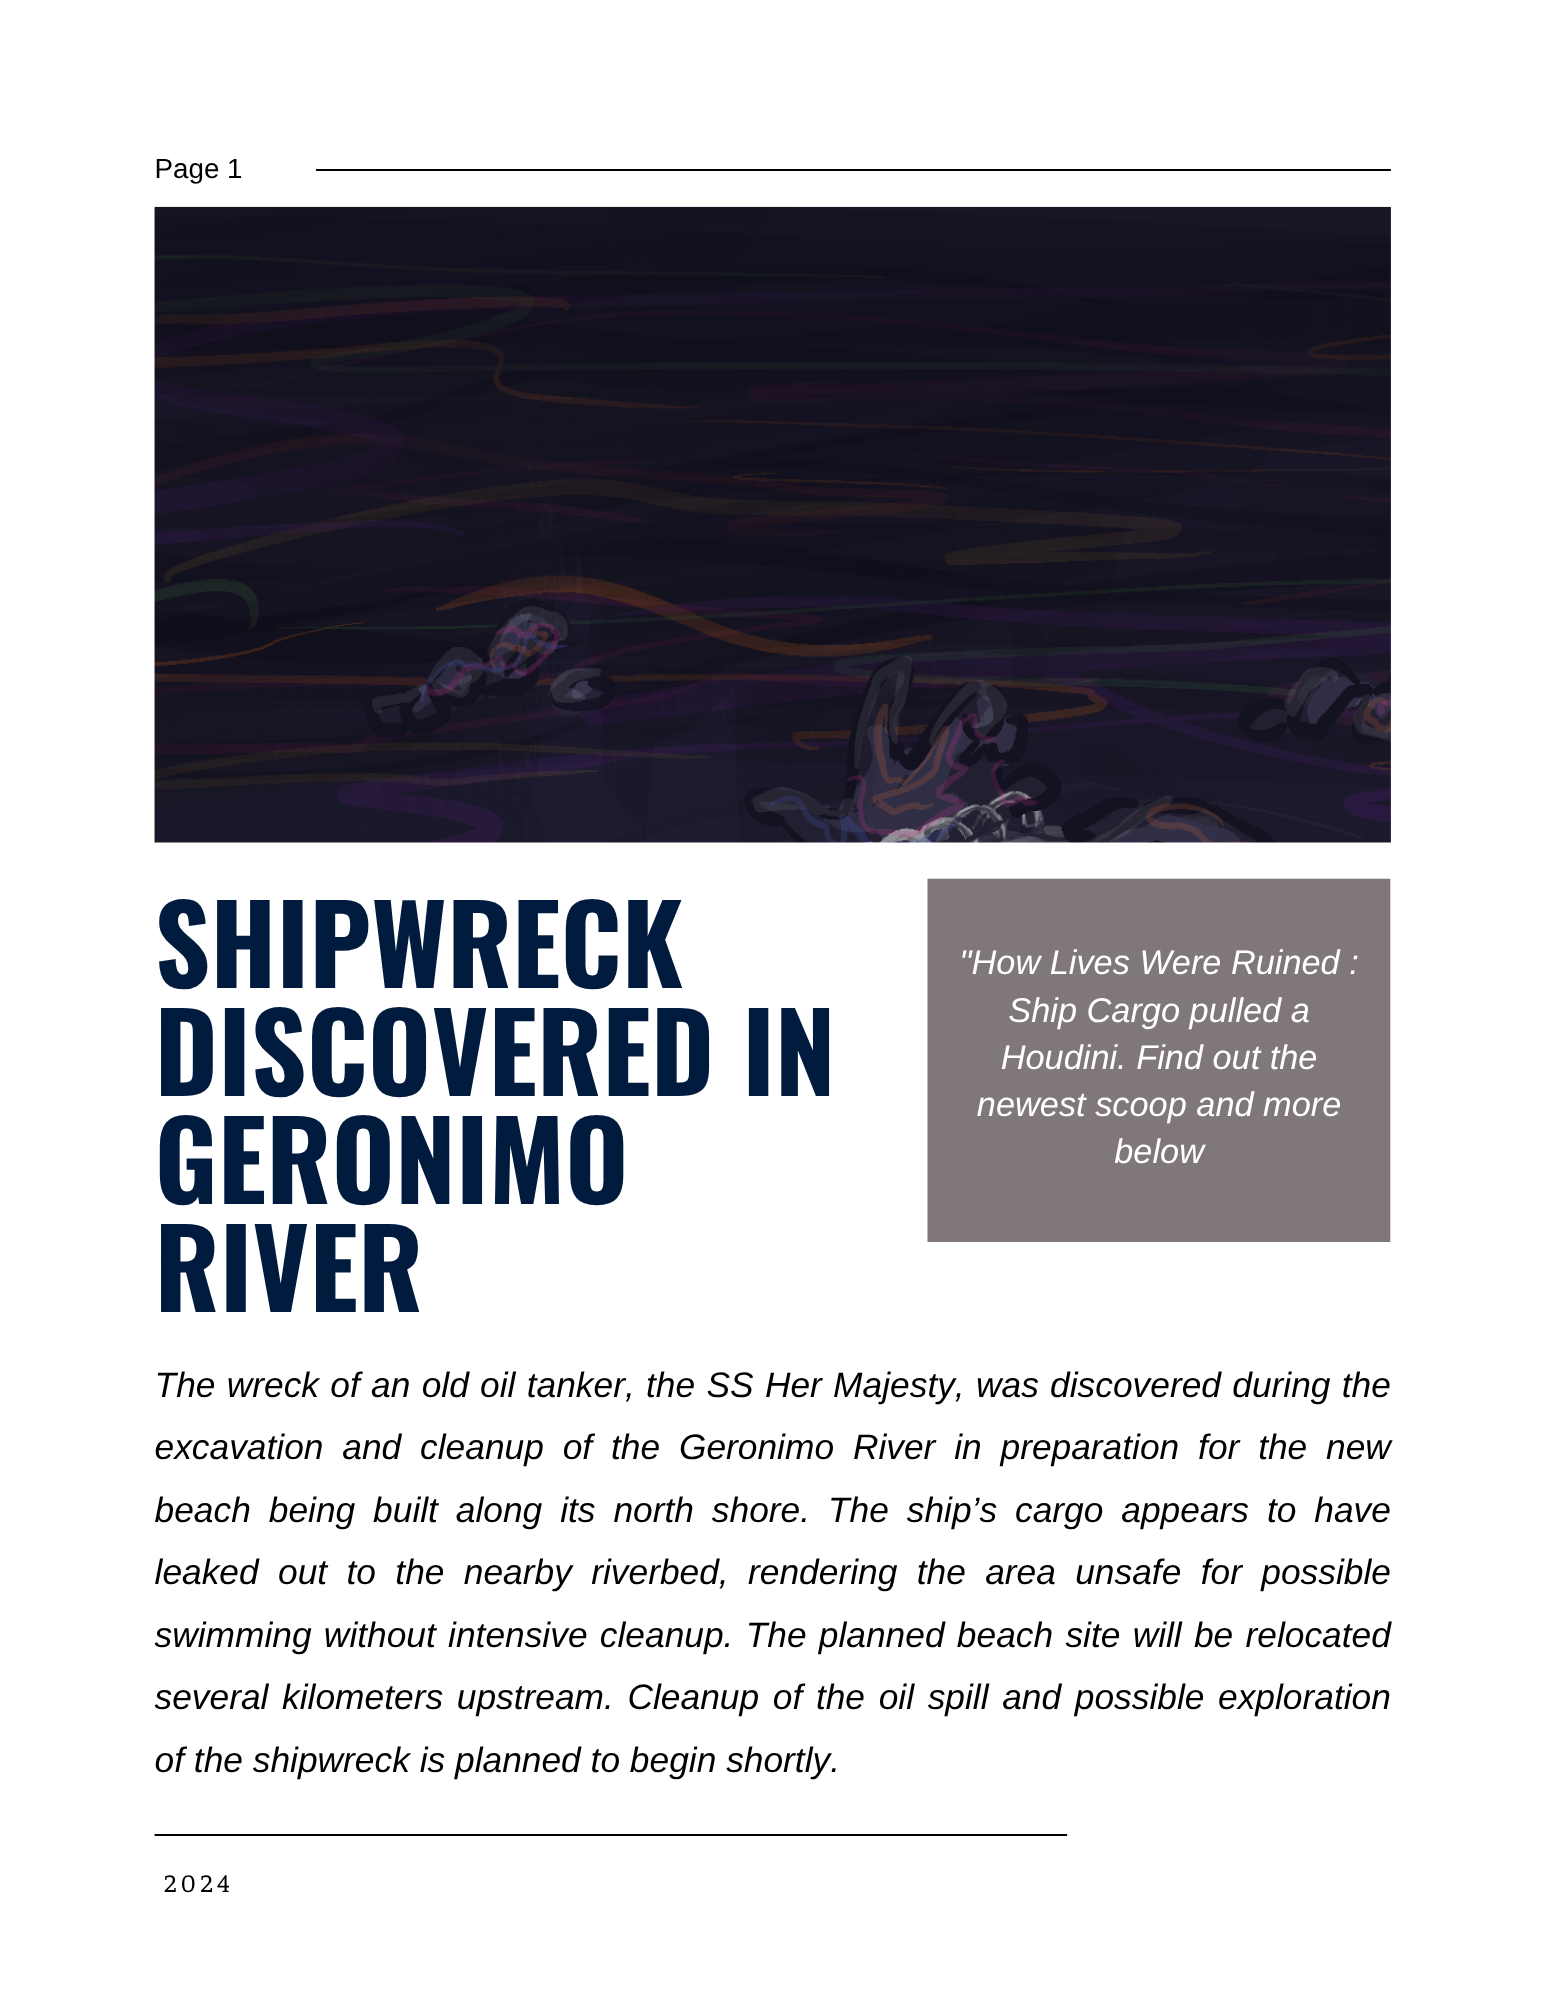 Page 1
SHIPWRECK
DISCOVERED IN
GERONIMO
RIVER
"How Lives Were Ruined :
Ship Cargo pulled a
Houdini. Find out the
newest scoop and more
below
The wreck of an old oil tanker, the SS Her Majesty, was discovered during the
excavation and cleanup of the Geronimo River in preparation for the new
beach being built along its north shore. The ship’s cargo appears to have
leaked out to the nearby riverbed, rendering the area unsafe for possible
swimming without intensive cleanup. The planned beach site will be relocated
several kilometers upstream. Cleanup of the oil spill and possible exploration
of the shipwreck is planned to begin shortly.
2024